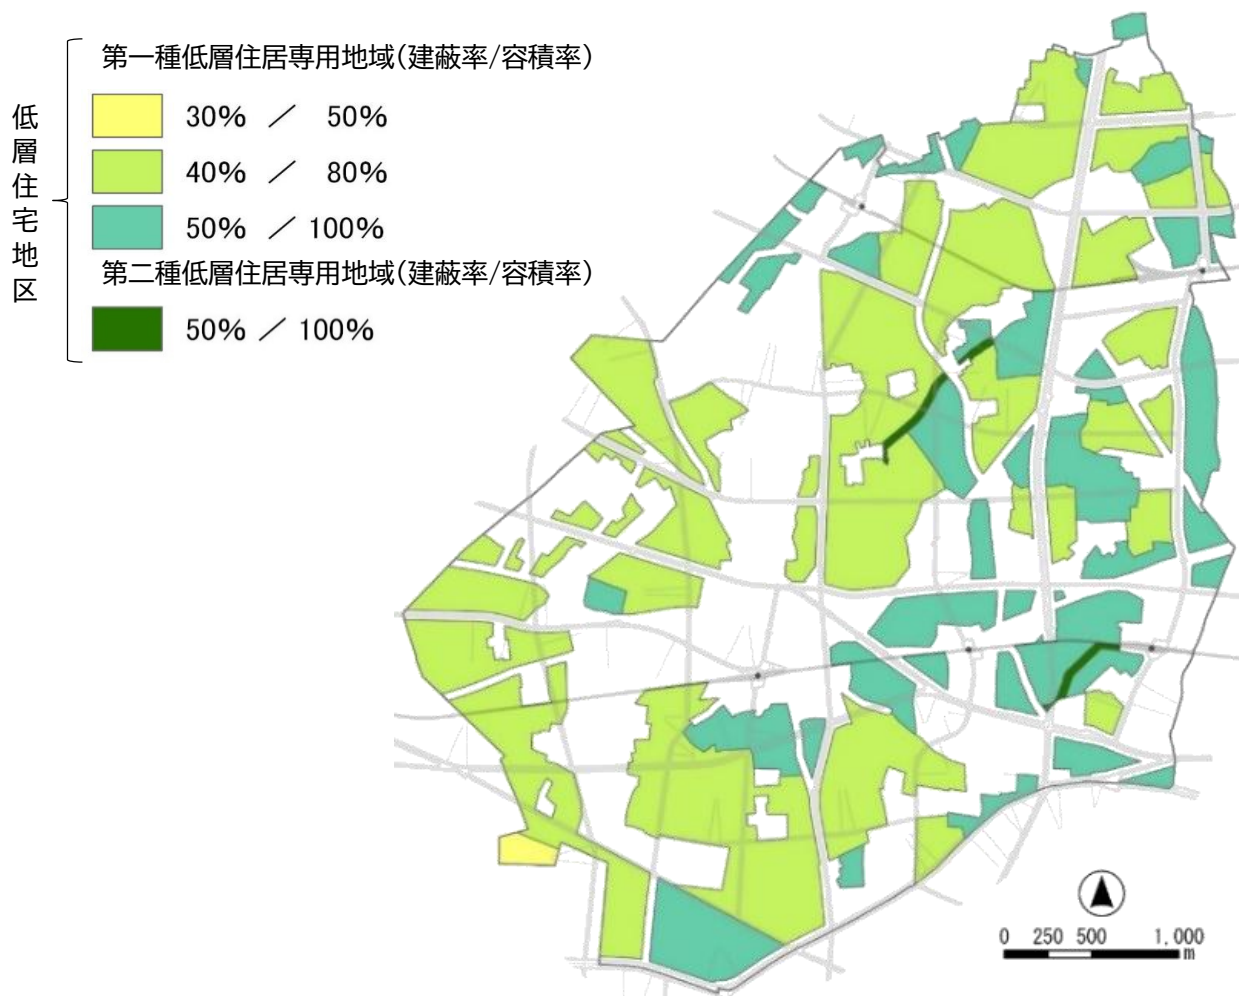 低層住宅地区
第一種低層住居専用地域(建蔽率/容積率)
30% ／ 50%
40% ／ 80%
50% ／ 100%
第二種低層住居専用地域(建蔽率/容積率)
50% ／ 100%
0 250 500 1,000
m